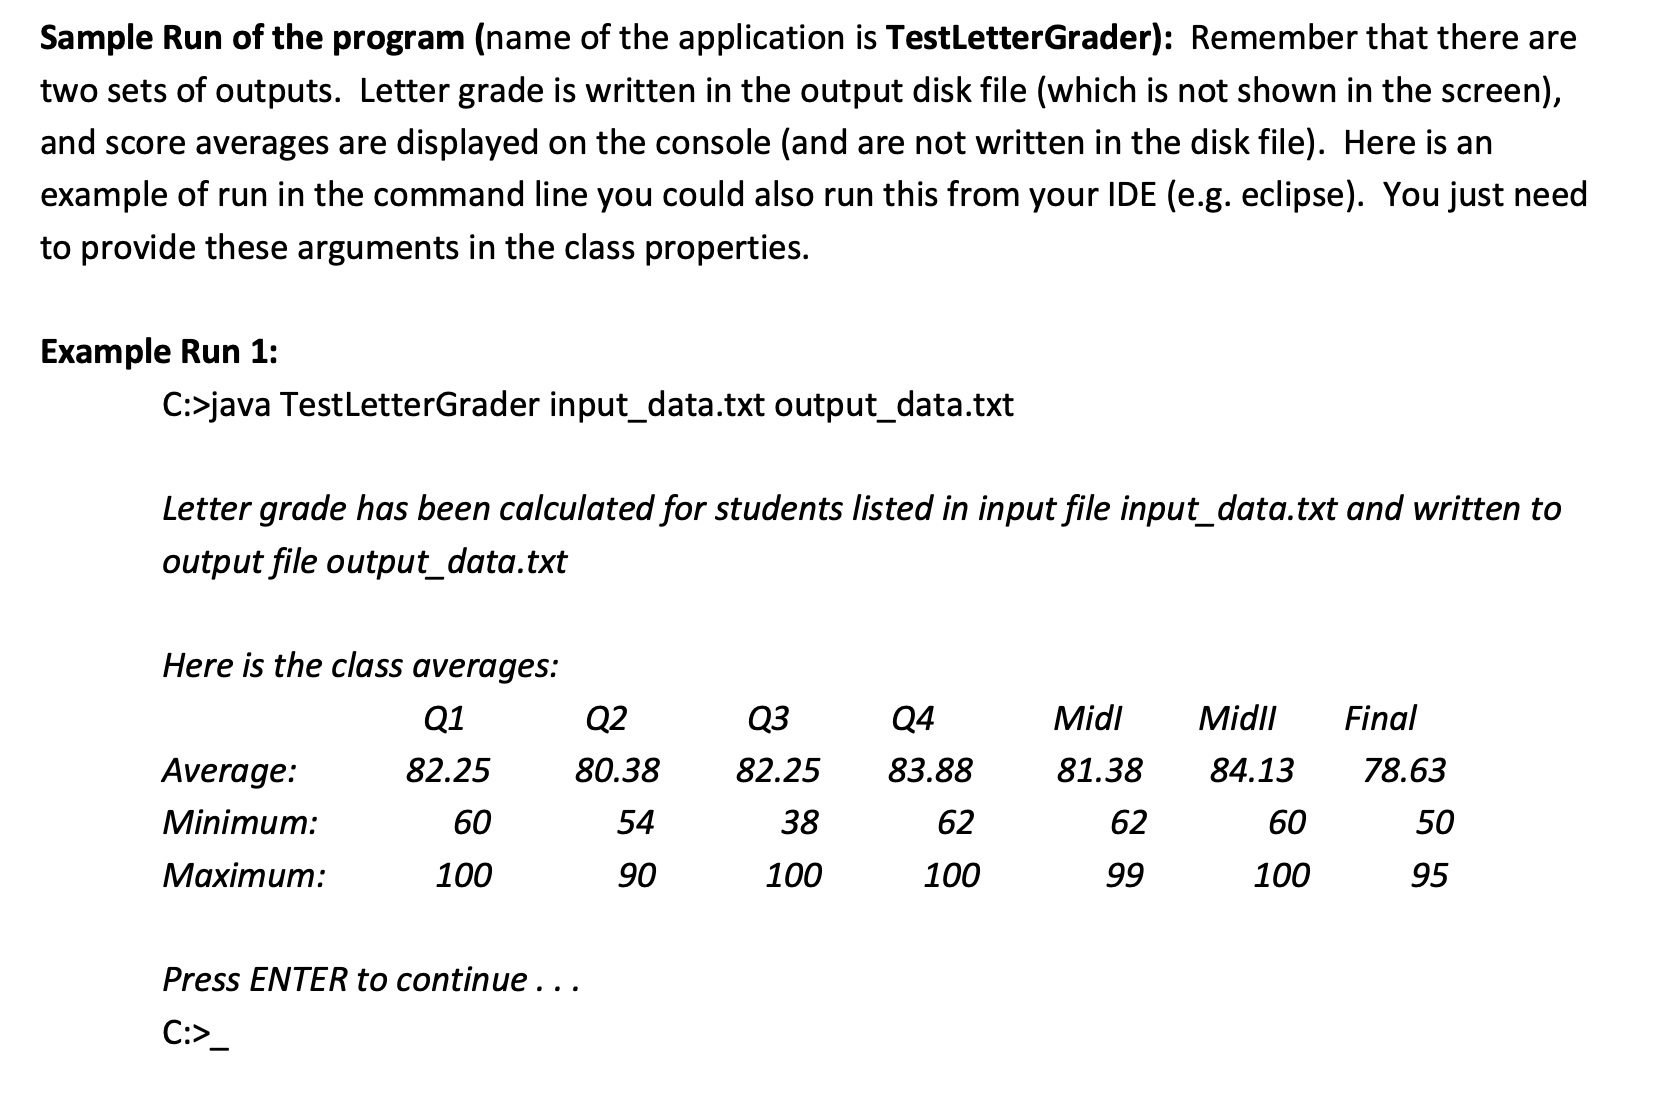 Sample Run of the program (name of the application is TestLetterGrader): Remember that there are
two sets of outputs. Letter grade is written in the output disk file (which is not shown in the screen),
and score averages are displayed on the console (and are not written in the disk file). Here is an
example of run in the command line you could also run this from your IDE (e.g. eclipse). You just need
to provide these arguments in the class properties.
Example Run 1:
C:>java TestLetterGrader input_data.txt output_data.txt
Letter grade has been calculated for students listed in input file input_data.txt and written to
output file output_data.txt
Here is the class averages:
Q1 Q2 Q3 Q4 MidI MidII Final
Average: 82.25 80.38 82.25 83.88 81.38 84.13 78.63
Minimum: 60 54 38 62 62 60 50
Maximum: 100 90 100 100 99 100 95
Press ENTER to continue . . .
C:>_